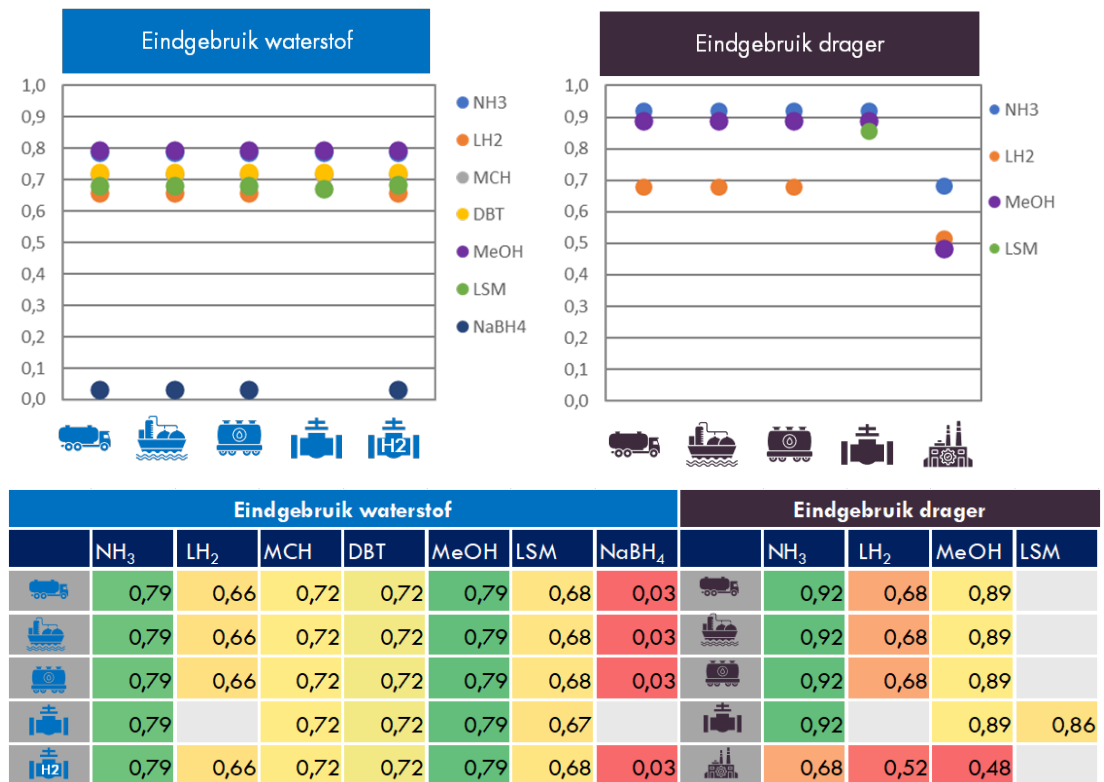 Eindgebruik waterstof
1,0
0,9
0,8
0,7
0,6
0,5
0,4
0,3
0,2
0,1
0,0
NH3
LH2
MCH
DBT
MeOH
LSM
NaBH4
H2
Eindgebruik drager
1,0
0,9
0,8
0,7
0,6
0,5
0,4
0,3
0,2
0,1
0,0
NH3
LH2
MeOH
LSM
Eindgebruik waterstof Eindgebruik drager
NH₃ LH₂ MCH DBT MeOH LSM NaBH₄ NH₃ LH₂ MeOH LSM
0,79 0,66 0,72 0,72 0,79 0,68 0,03 0,92 0,68 0,89
0,79 0,66 0,72 0,72 0,79 0,68 0,03 0,92 0,68 0,89
0,79 0,66 0,72 0,72 0,79 0,68 0,03 0,92 0,68 0,89
0,79 0,72 0,72 0,79 0,67 0,92 0,89 0,86
H2 0,79 0,66 0,72 0,72 0,79 0,68 0,03 0,68 0,52 0,48